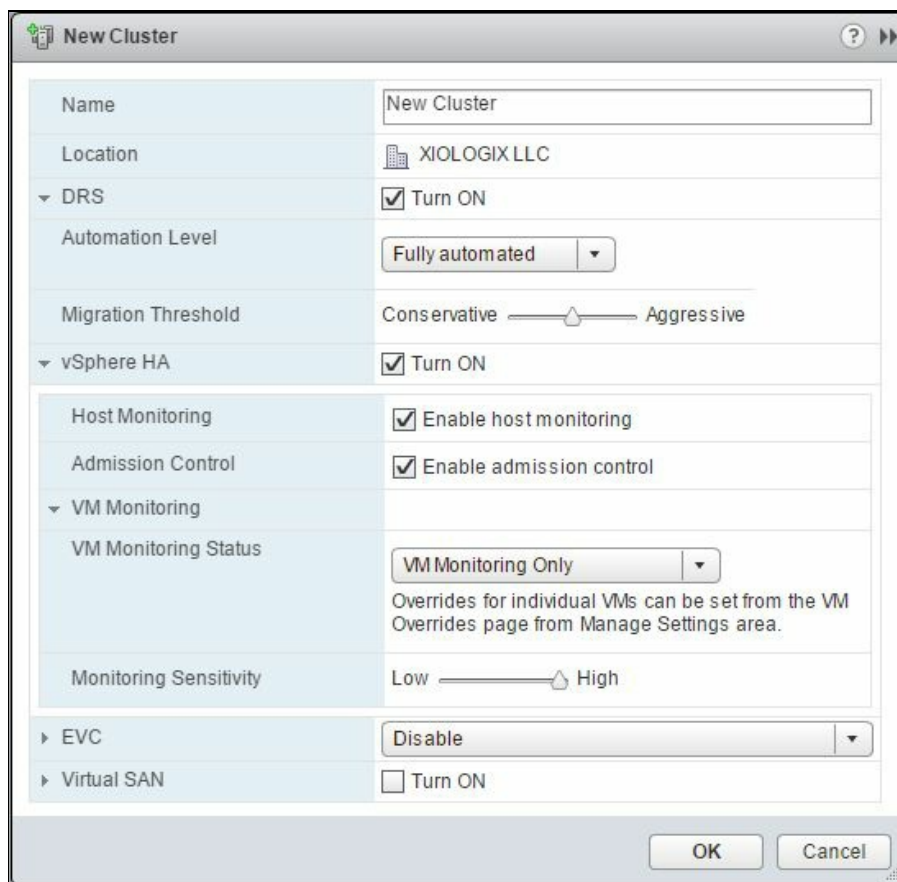 New Cluster
Name New Cluster
Location XIOLOGIX LLC
DRS Turn ON
Automation Level Fully automated
Migration Threshold Conservative Aggressive
vSphere HA Turn ON
Host Monitoring Enable host monitoring
Admission Control Enable admission control
VM Monitoring
VM Monitoring Status VM Monitoring Only
Overrides for individual VMs can be set from the VM
Overrides page from Manage Settings area.
Monitoring Sensitivity Low High
EVC Disable
Virtual SAN Turn ON
OK Cancel